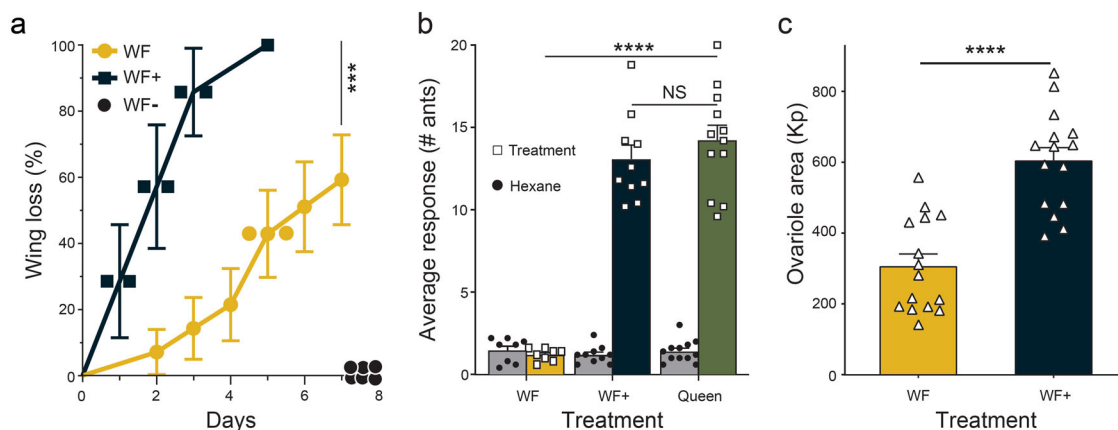 a
Wing loss (%)
100
80
60
40
20
0
WF
WF+
WF-
***
0 2 4 6 8
Days
b
Average response (# ants)
20
15
10
5
0
****
NS
Treatment
Hexane
WF WF+ Queen
Treatment
c
Ovariole area (Kp)
800
600
400
200
0
****
WF WF+
Treatment